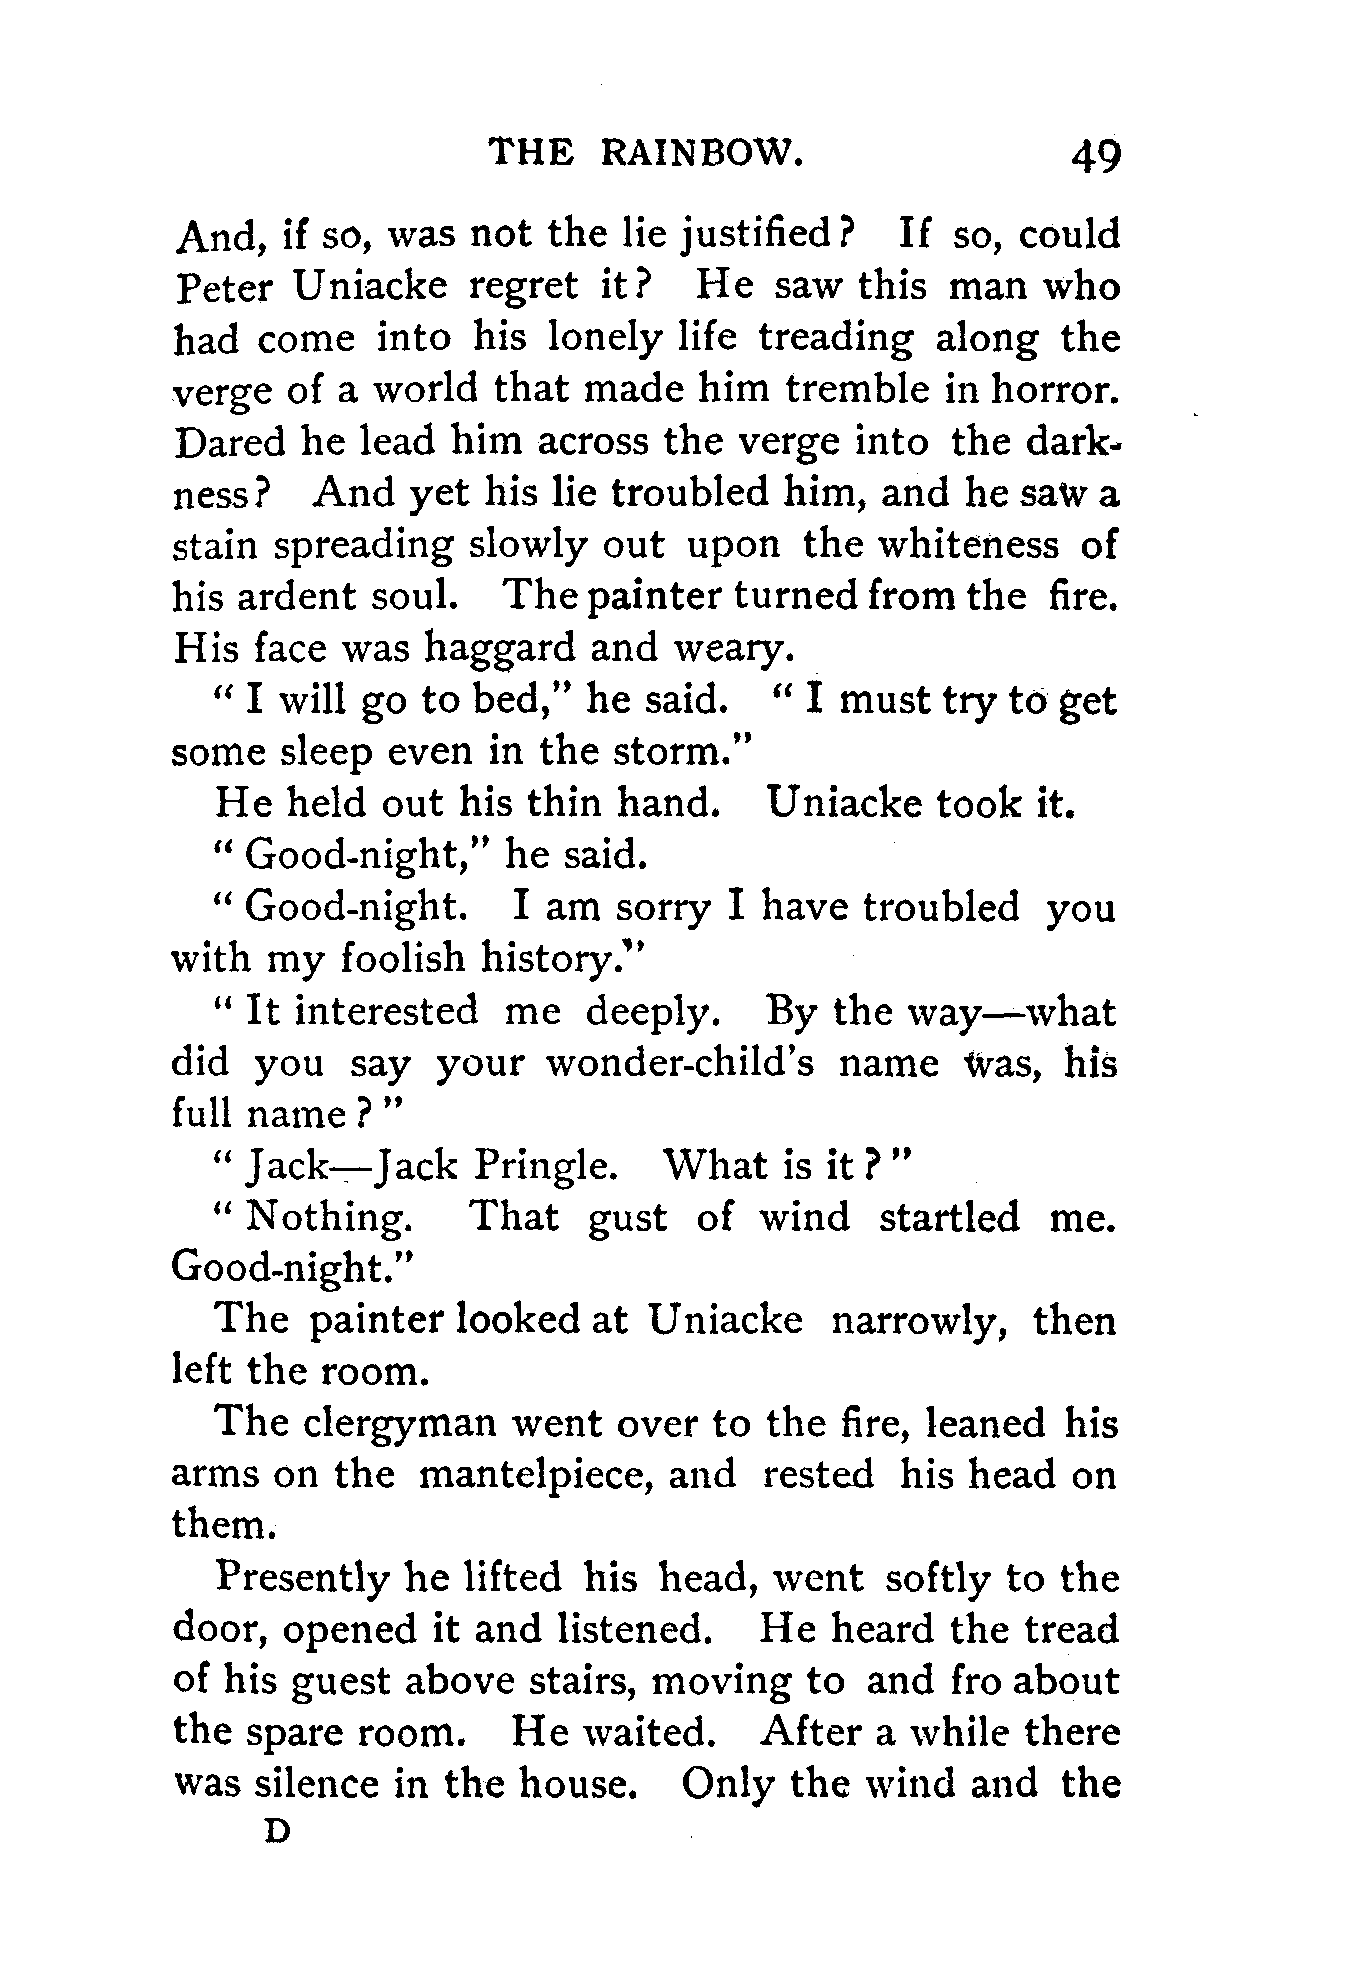 THE RAINBOW. 49
And, if so, was not the lie justified? If so, could
Peter Uniacke regret it? He saw this man who
had come into his lonely life treading along the
verge of a world that made him tremble in horror.
Dared he lead him across the verge into the dark-
ness? And yet his lie troubled him, and he saw a
stain spreading slowly out upon the whiteness of
his ardent soul. The painter turned from the fire.
His face was haggard and weary.
“ I will go to bed,” he said. “ I must try to get
some sleep even in the storm.”
He held out his thin hand. Uniacke took it.
“ Good-night,” he said.
“ Good-night. I am sorry I have troubled you
with my foolish history.”
“ It interested me deeply. By the way—what
did you say your wonder-child's name was, his
full name ? ”
“ Jack—Jack Pringle. What is it ? ”
“ Nothing. That gust of wind startled me.
Good-night.”
The painter looked at Uniacke narrowly, then
left the room.
The clergyman went over to the fire, leaned his
arms on the mantelpiece, and rested his head on
them.
Presently he lifted his head, went softly to the
door, opened it and listened. He heard the tread
of his guest above stairs, moving to and fro about
the spare room. He waited. After a while there
was silence in the house. Only the wind and the
D